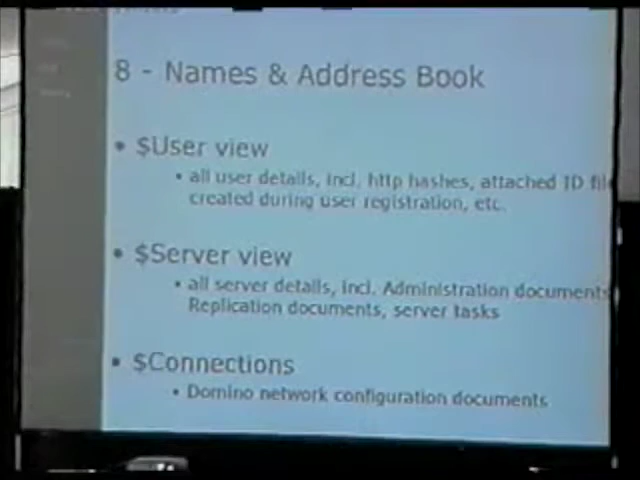 8 - Names & Address Book
• $User view
• all user details, incl. http hashes, attached ID fil
created during user registration, etc.
• $Server view
• all server details, incl. Administration documents
Replication documents, server tasks
• $Connections
• Domino network configuration documents